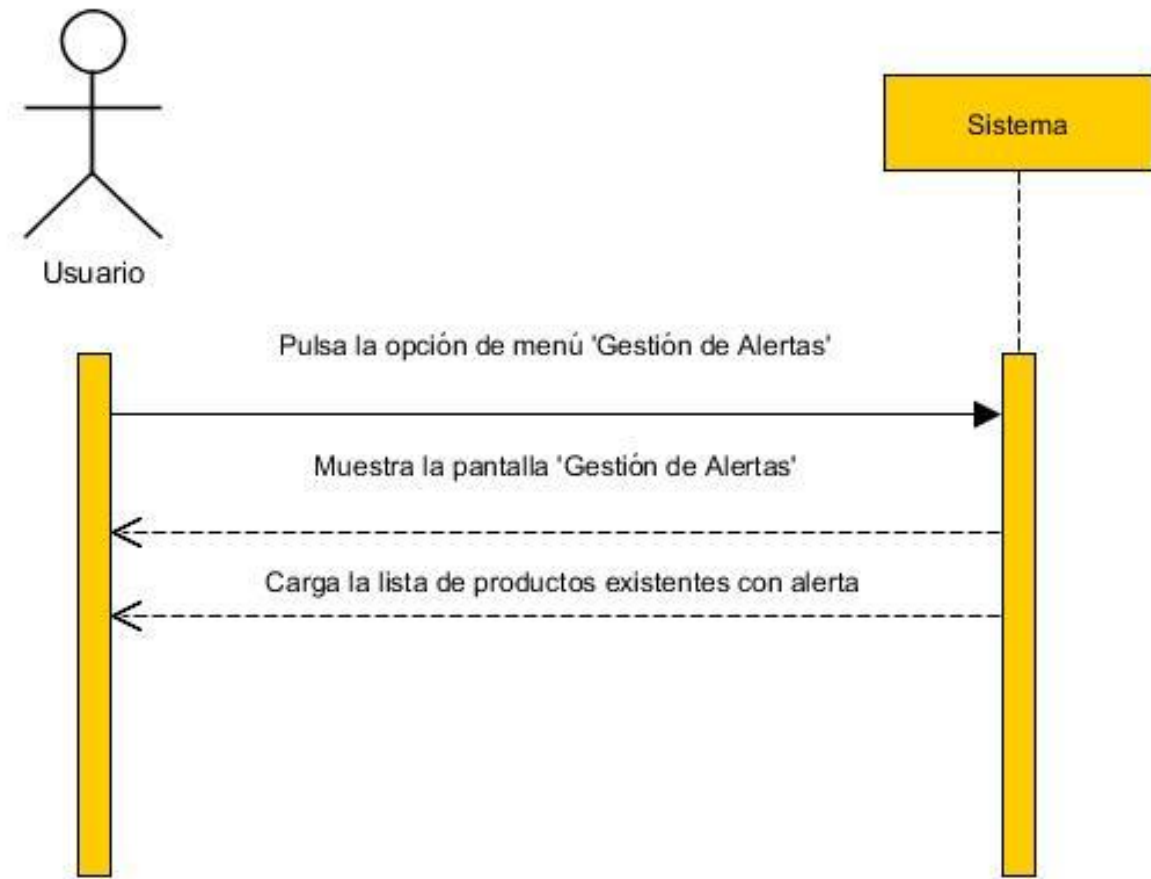 Sistema
Usuario
Pulsa la opción de menú 'Gestión de Alertas'
Muestra la pantalla 'Gestión de Alertas'
Carga la lista de productos existentes con alerta